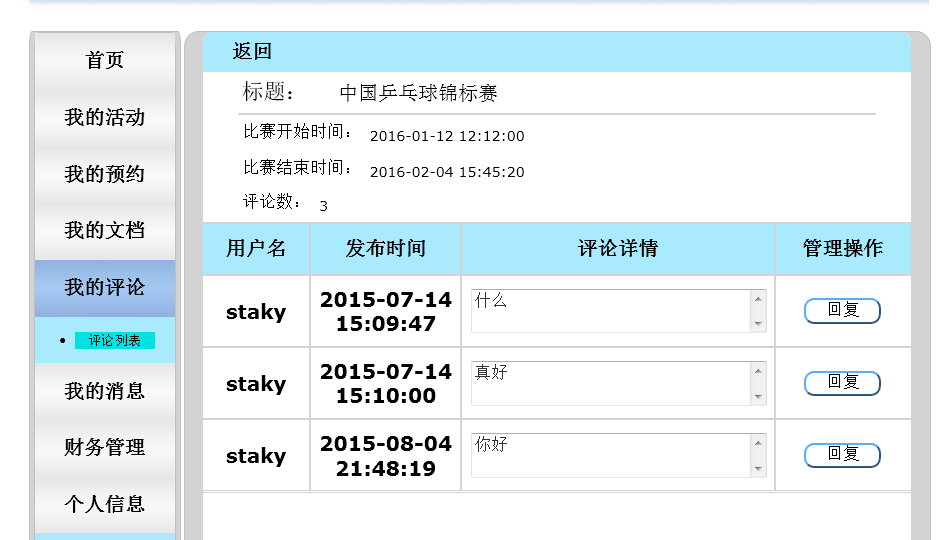 首页
我的活动
我的预约
我的文档
我的评论
评论列表
我的消息
财务管理
个人信息
返回
标题： 中国乒乓球锦标赛
比赛开始时间： 2016-01-12 12:12:00
比赛结束时间： 2016-02-04 15:45:20
评论数： 3
用户名 发布时间 评论详情 管理操作
staky 2015-07-14 15:09:47 什么 回复
staky 2015-07-14 15:10:00 真好 回复
staky 2015-08-04 21:48:19 你好 回复